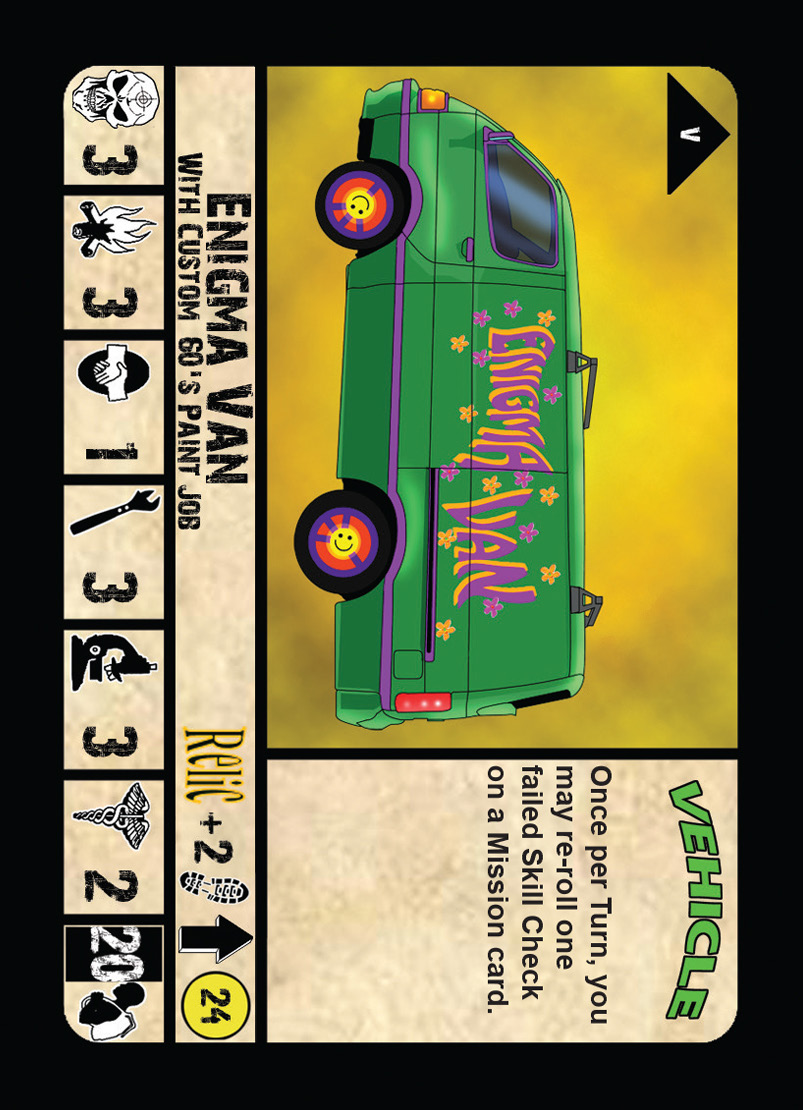 V
ENIGMA VAN
VEHICLE
Once per Turn, you
may re-roll one
failed Skill Check
on a Mission card.
ENIGMA VAN
WITH CUSTOM 60'S PAINT JOB
Relic +2 24
3 3 1 3 3 2 20